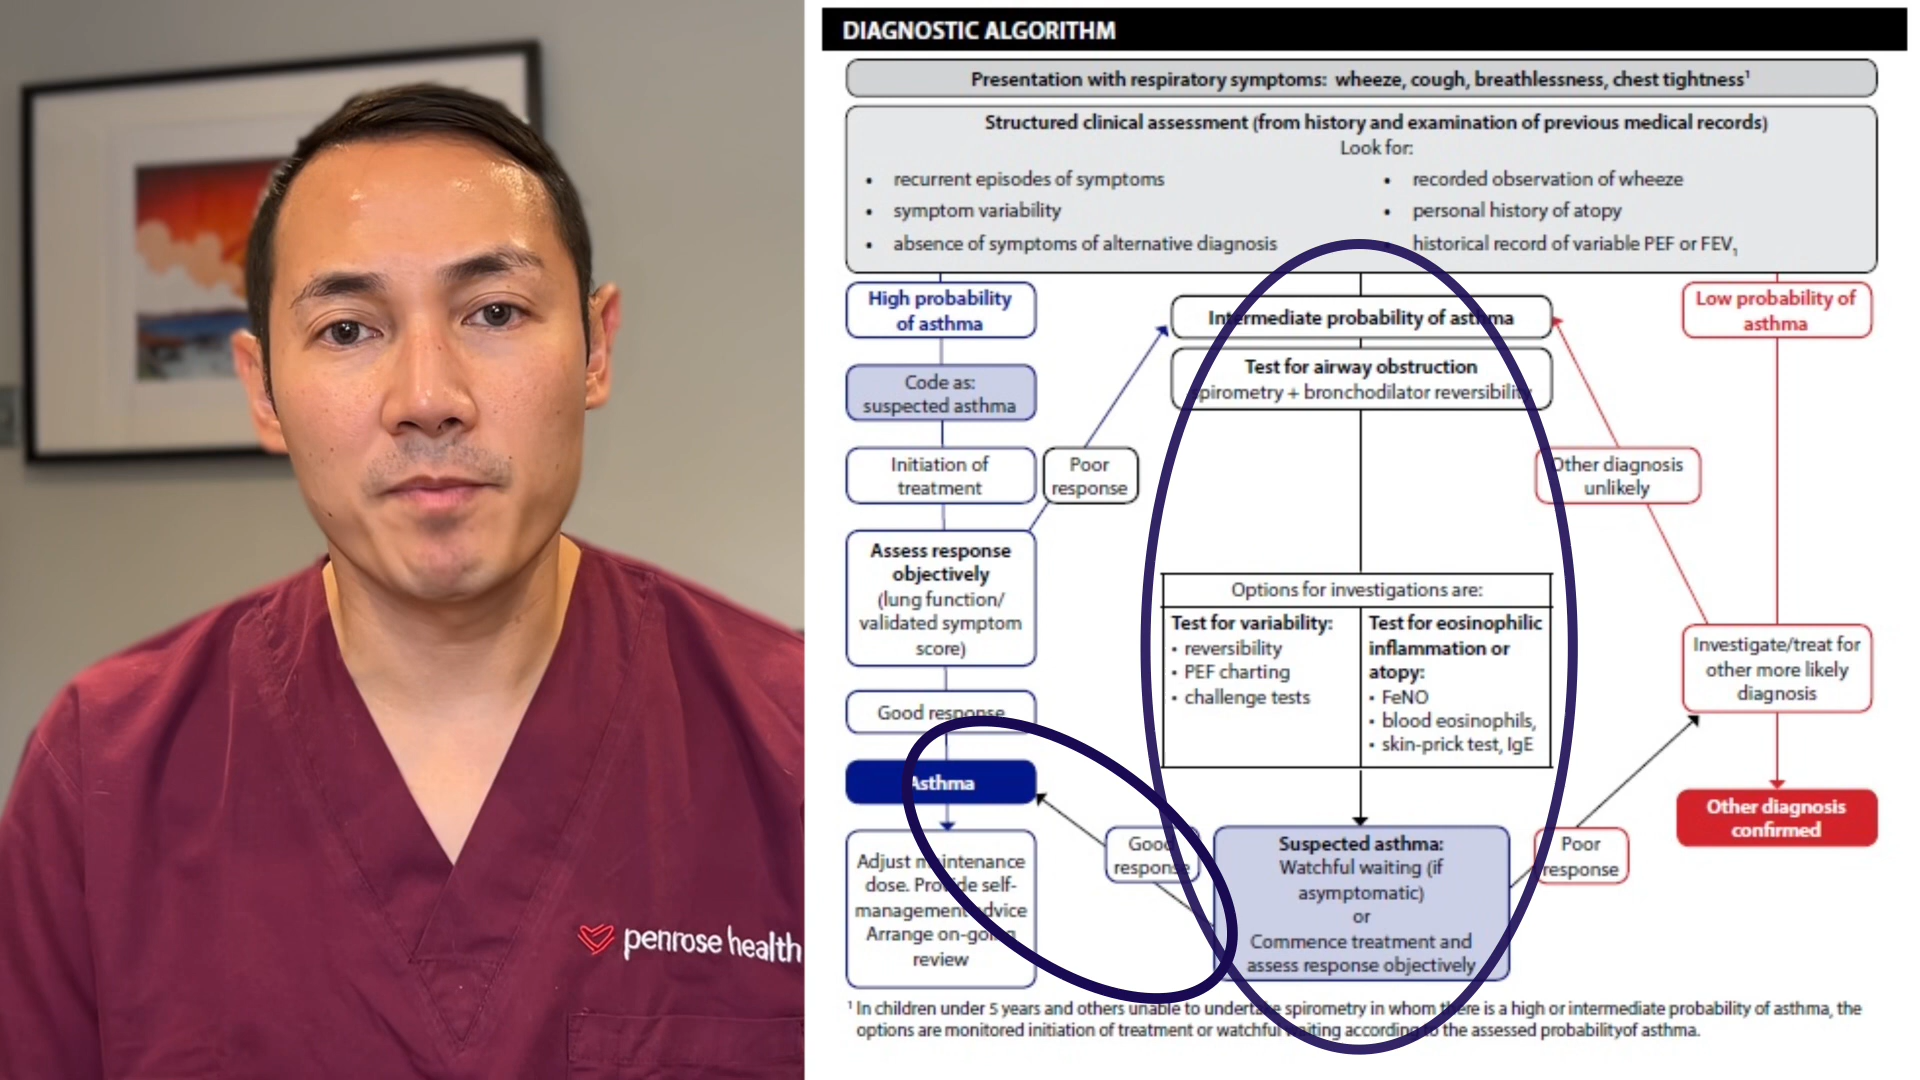 penrose health
DIAGNOSTIC ALGORITHM
Presentation with respiratory symptoms: wheeze, cough, breathlessness, chest tightness¹
Structured clinical assessment (from history and examination of previous medical records)
Look for:
• recurrent episodes of symptoms
• symptom variability
• absence of symptoms of alternative diagnosis
• recorded observation of wheeze
• personal history of atopy
• historical record of variable PEF or FEV₁
High probability
of asthma
Code as:
suspected asthma
Initiation of
treatment
Poor
response
Assess response
objectively
(lung function/
validated symptom
score)
Good response
Asthma
Adjust maintenance
dose. Provide self-
management advice
Arrange on-going
review
Intermediate probability of asthma
Test for airway obstruction
spirometry + bronchodilator reversibility
Options for investigations are:
Test for variability:
• reversibility
• PEF charting
• challenge tests
Test for eosinophilic
inflammation or
atopy:
• FeNO
• blood eosinophils,
• skin-prick test, IgE
Good
response
Suspected asthma:
Watchful waiting (if
asymptomatic)
or
Commence treatment and
assess response objectively
Poor
response
Low probability of
asthma
Other diagnosis
unlikely
Investigate/treat for
other more likely
diagnosis
Other diagnosis
confirmed
¹ In children under 5 years and others unable to undertake spirometry in whom there is a high or intermediate probability of asthma, the
options are monitored initiation of treatment or watchful waiting according to the assessed probabilityof asthma.